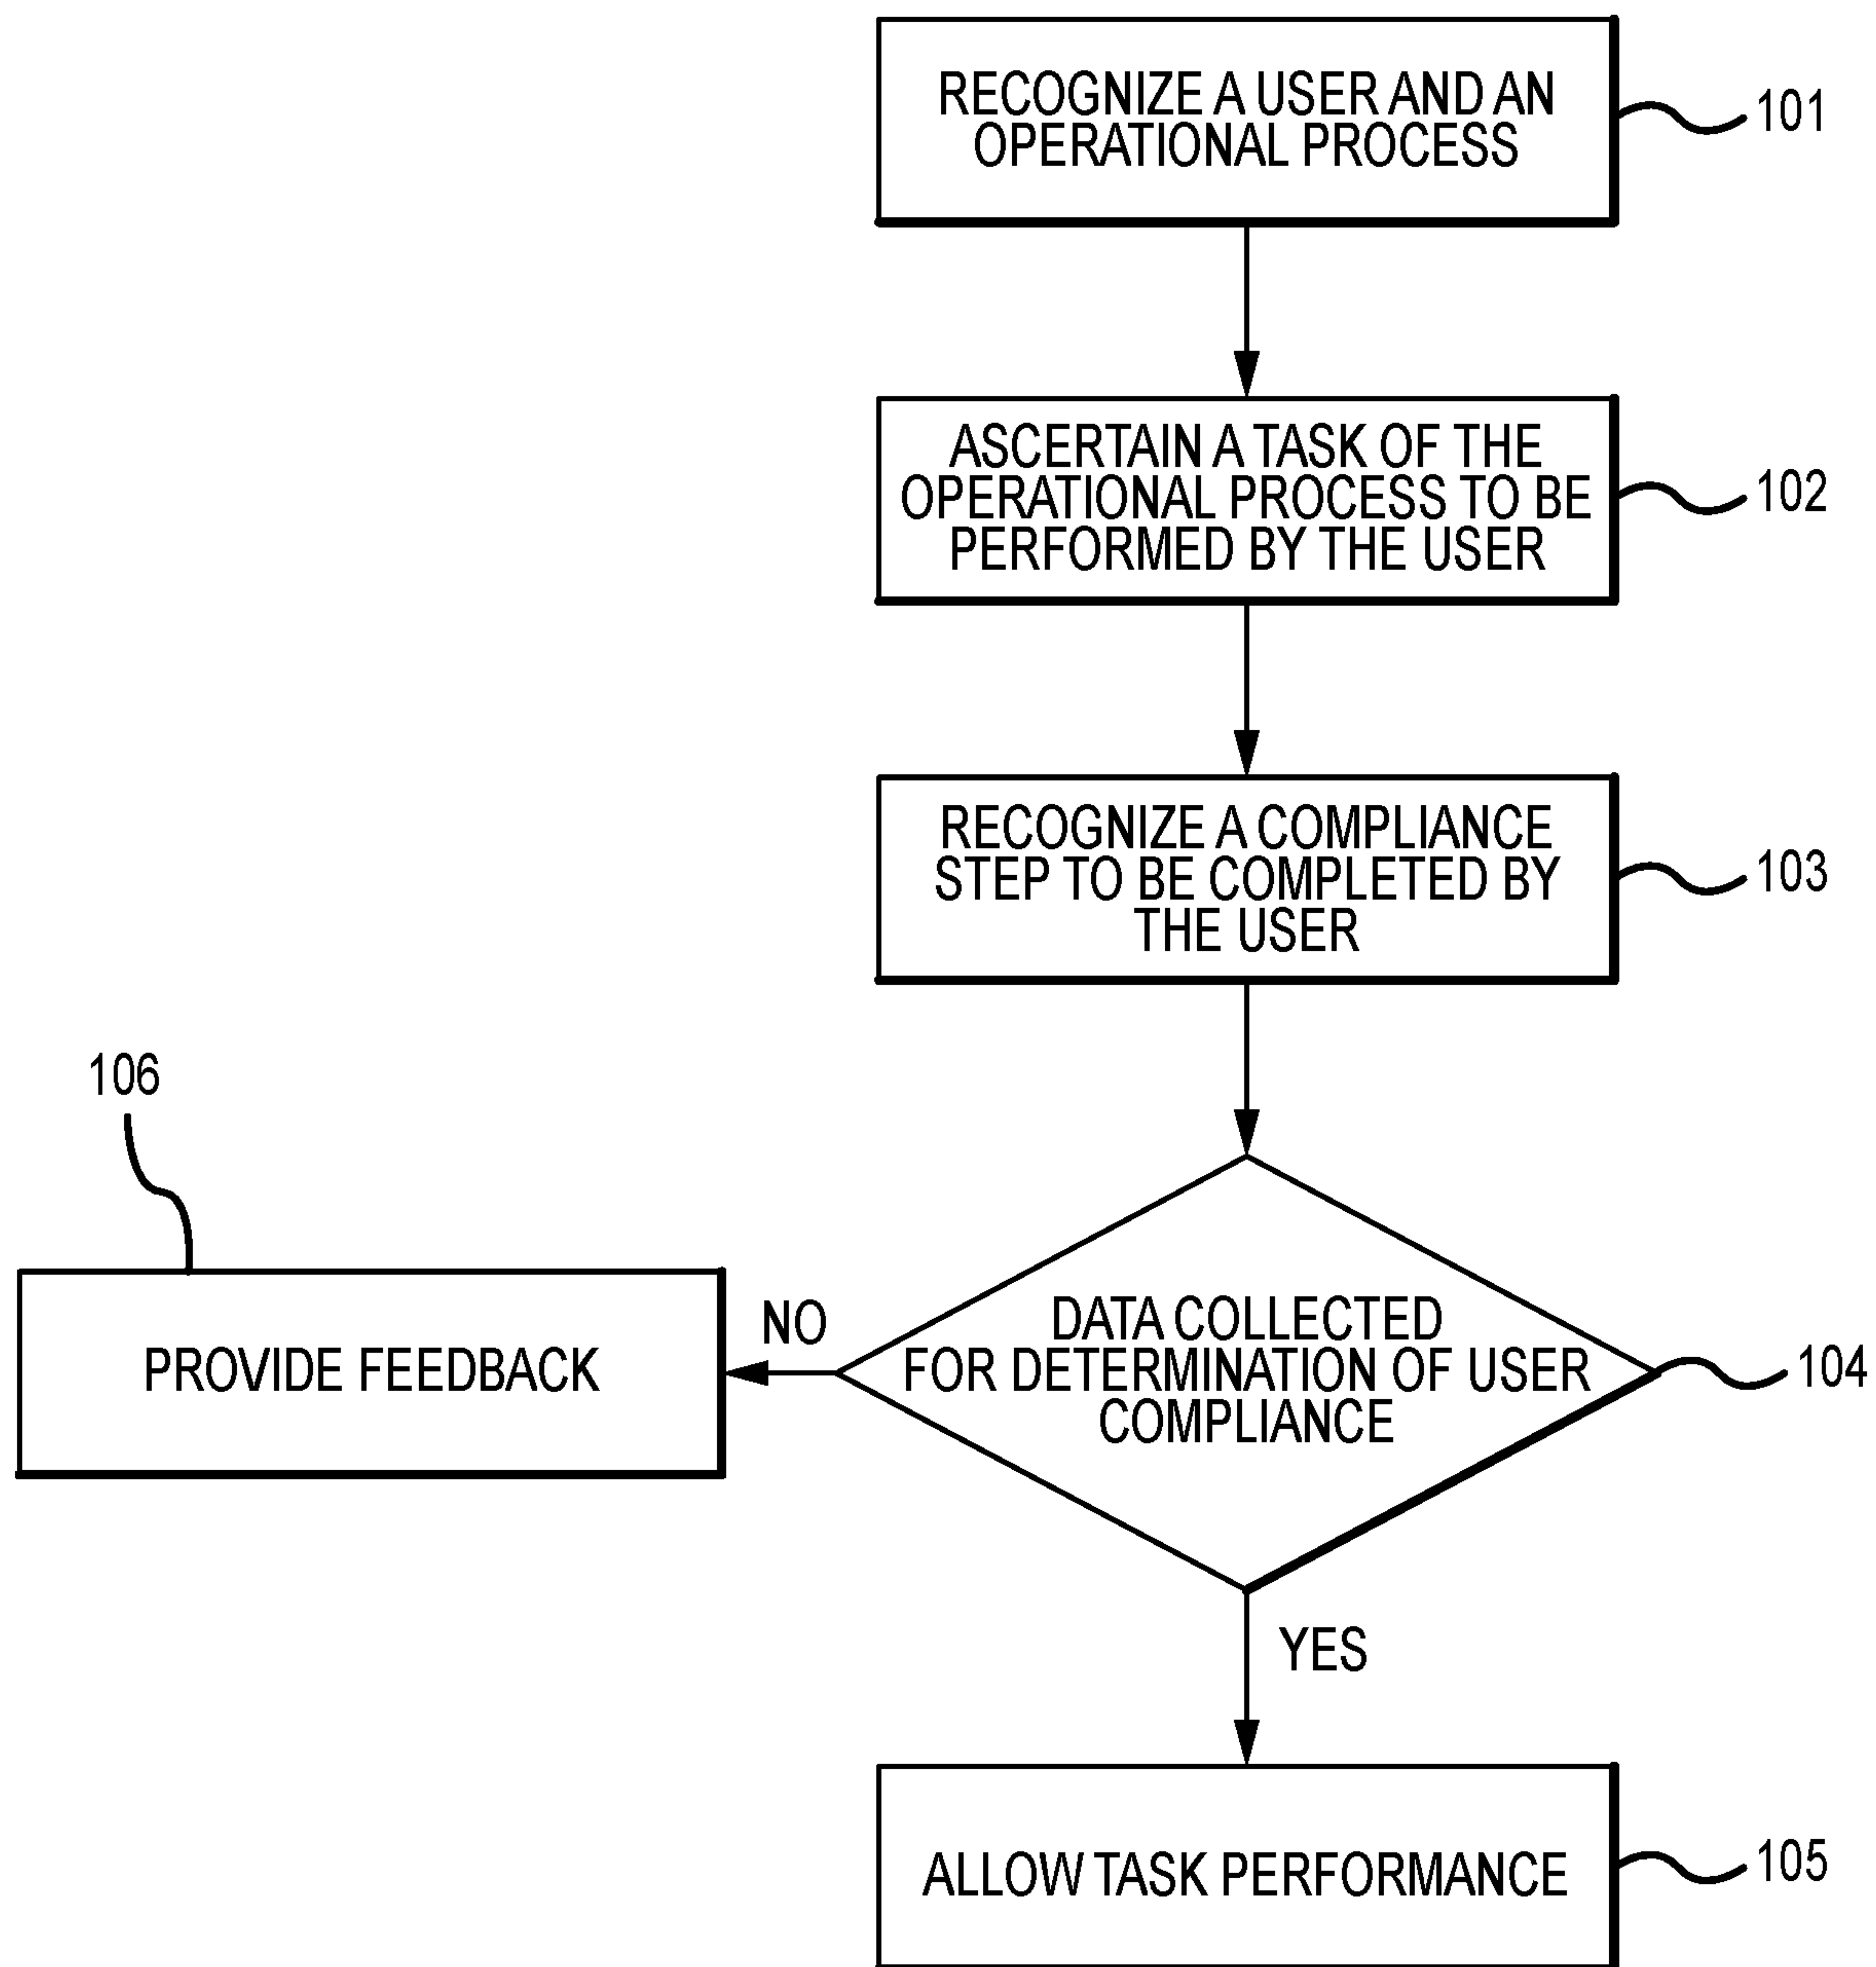 RECOGNIZE A USER AND AN
OPERATIONAL PROCESS
101
ASCERTAIN A TASK OF THE
OPERATIONAL PROCESS TO BE
PERFORMED BY THE USER
102
RECOGNIZE A COMPLIANCE
STEP TO BE COMPLETED BY
THE USER
103
106
PROVIDE FEEDBACK
NO
DATA COLLECTED
FOR DETERMINATION OF USER
COMPLIANCE
104
YES
ALLOW TASK PERFORMANCE
105